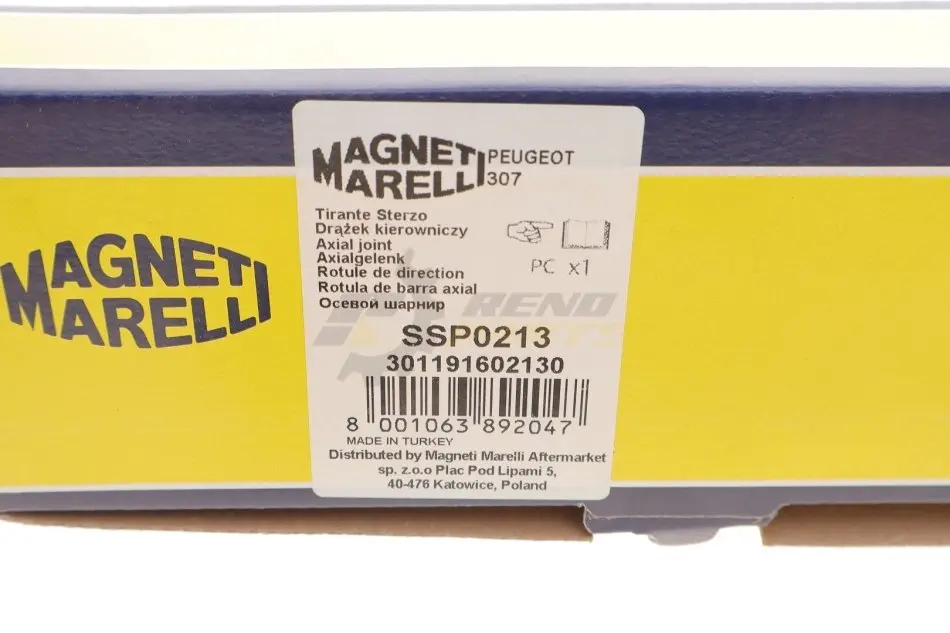 MAGNETI
MARELLI
MAGNETI
MARELLI
PEUGEOT
307
Tirante Sterzo
Drążek kierowniczy
Axial joint
Axialgelenk
Rotule de direction
Rotula de barra axial
Осевой шарнир
PC x1
RENO
PARTS
SSP0213
301191602130
8 001063 892047
MADE IN TURKEY
Distributed by Magneti Marelli Aftermarket
sp. z.o.o Plac Pod Lipami 5,
40-476 Katowice, Poland